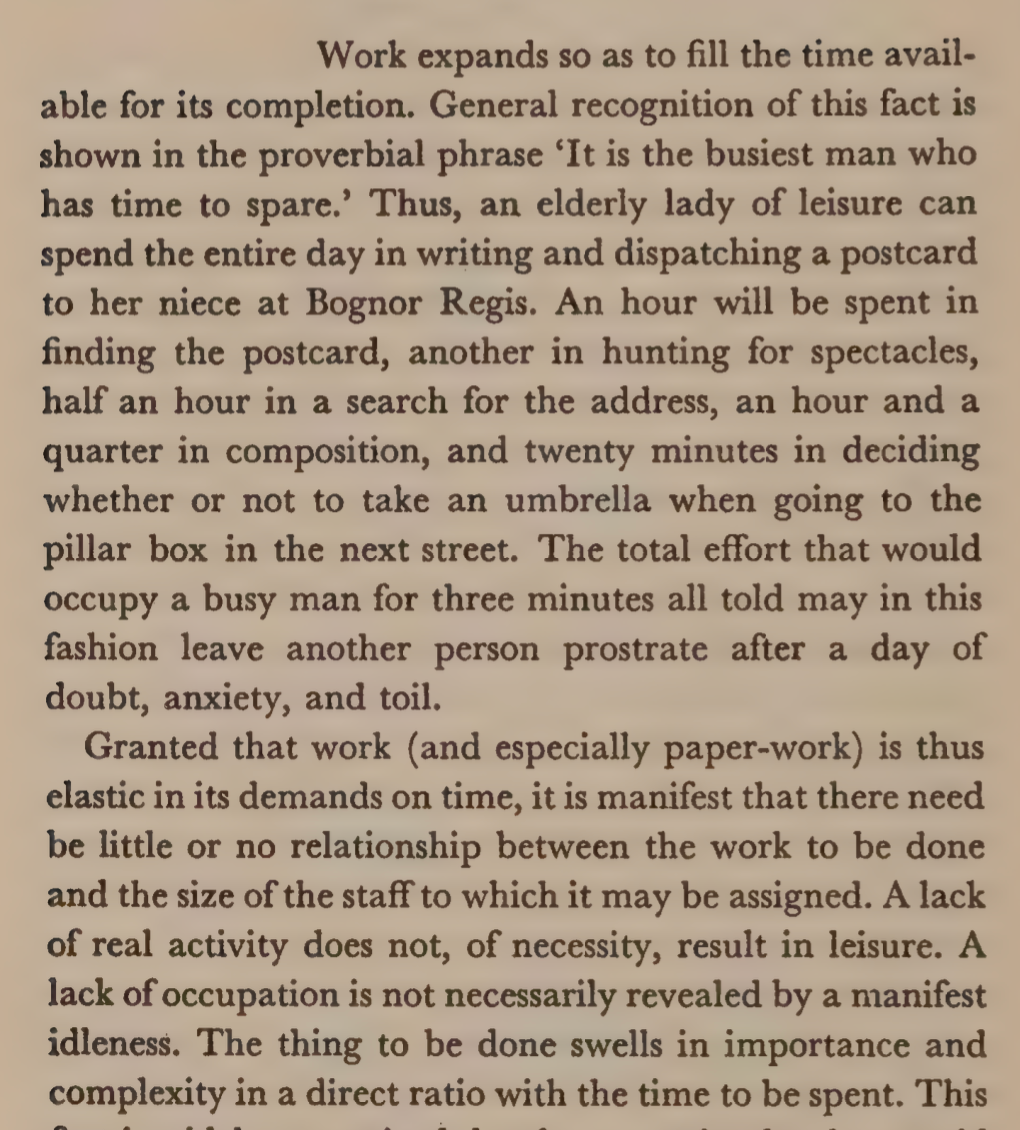 Work expands so as to fill the time avail-
able for its completion. General recognition of this fact is
shown in the proverbial phrase ‘It is the busiest man who
has time to spare.’ Thus, an elderly lady of leisure can
spend the entire day in writing and dispatching a postcard
to her niece at Bognor Regis. An hour will be spent in
finding the postcard, another in hunting for spectacles,
half an hour in a search for the address, an hour and a
quarter in composition, and twenty minutes in deciding
whether or not to take an umbrella when going to the
pillar box in the next street. The total effort that would
occupy a busy man for three minutes all told may in this
fashion leave another person prostrate after a day of
doubt, anxiety, and toil.
Granted that work (and especially paper-work) is thus
elastic in its demands on time, it is manifest that there need
be little or no relationship between the work to be done
and the size of the staff to which it may be assigned. A lack
of real activity does not, of necessity, result in leisure. A
lack of occupation is not necessarily revealed by a manifest
idleness. The thing to be done swells in importance and
complexity in a direct ratio with the time to be spent. This